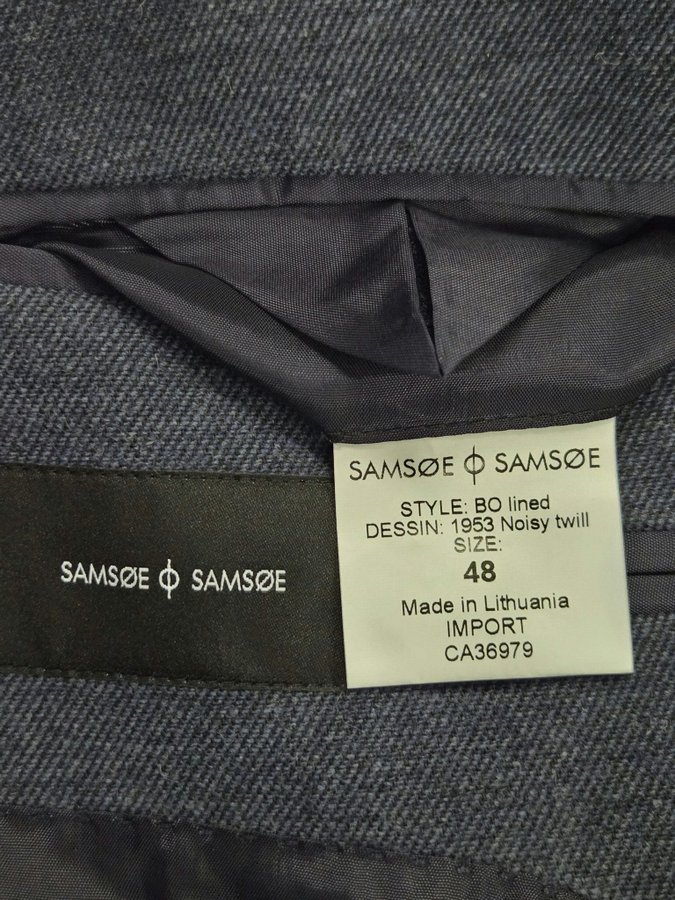 SAMSØE ϕ SAMSØE
STYLE: BO lined
DESSIN: 1953 Noisy twill
SIZE:
48
Made in Lithuania
IMPORT
CA36979
SAMSØE ϕ SAMSØE